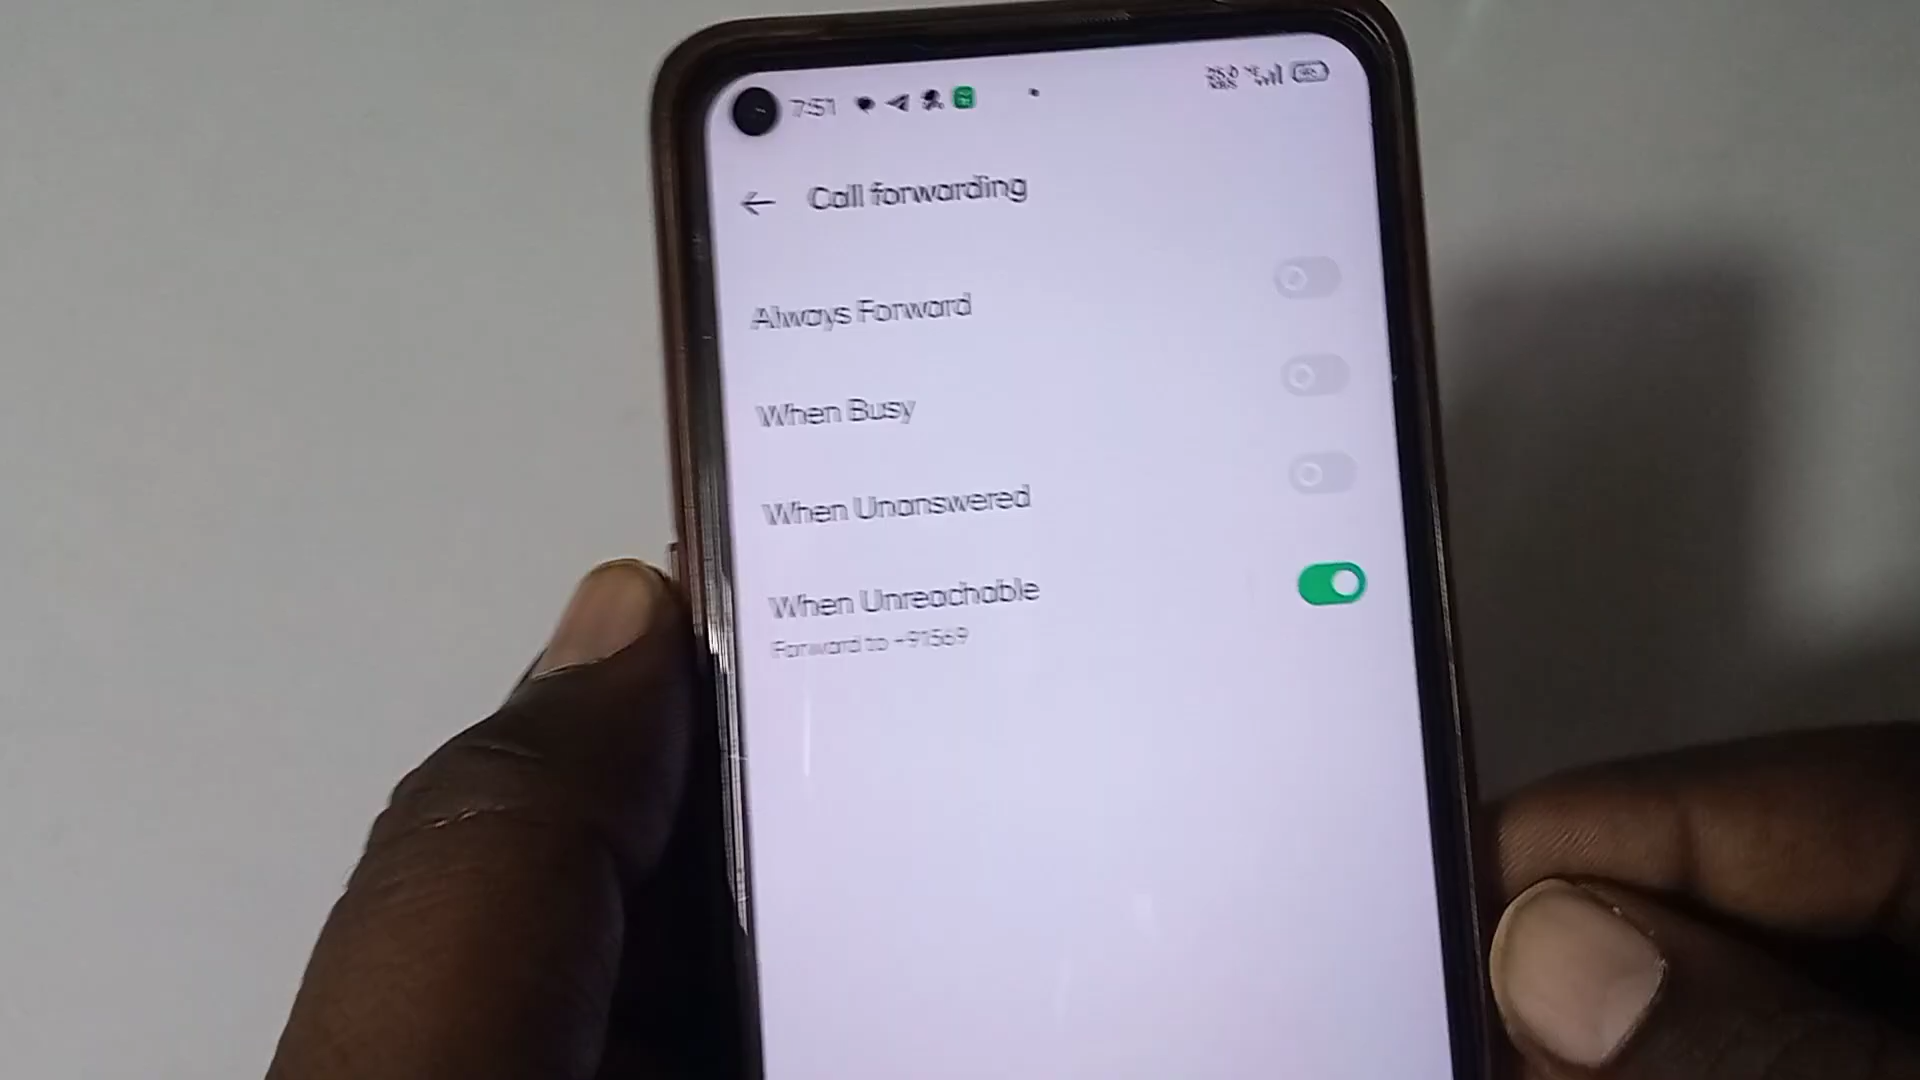 7:51
Call forwarding
Always Forward
When Busy
When Unanswered
When Unreachable
Forward to +91569